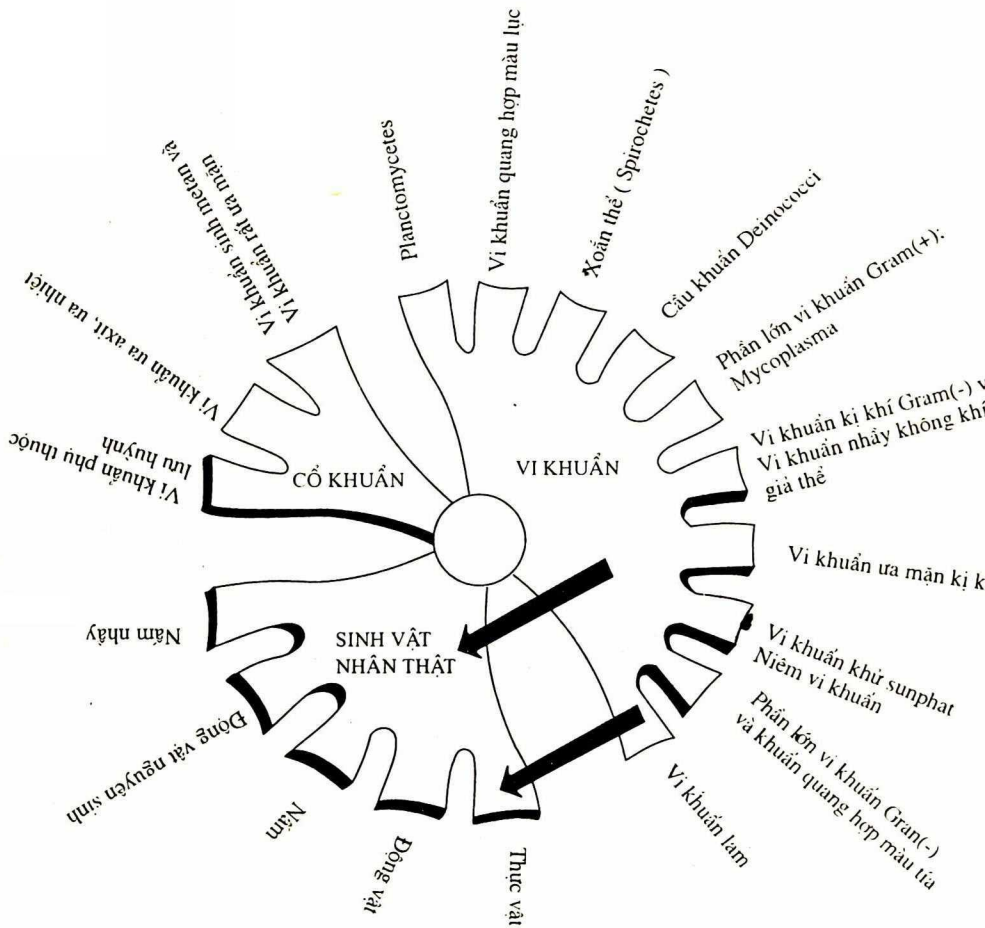 Planctomycetes
Vi khuẩn quang hợp màu lục
Xoắn thể ( Spirochetes )
Cầu khuẩn Deinococci
Phần lớn vi khuẩn Gram(+);
Mycoplasma
Vi khuẩn kị khí Gram(-) v
Vi khuẩn nhầy không khí
giả thể
Vi khuẩn ưa mặn kị k
Vi khuẩn khử sunphat
Niêm vi khuẩn
Phần lớn vi khuẩn Gran(-)
và khuẩn quang hợp màu tía
Vi khuẩn lam
Thực vật
Động vật
Nấm
Động vật nguyên sinh
Nấm nhầy
Vi khuẩn phụ thuộc
lưu huỳnh
Vi khuẩn ưa axit, ưa nhiệt
Vi khuẩn sinh metan và
Vi khuẩn rất ưa mặn
CỔ KHUẨN
VI KHUẨN
SINH VẬT
NHÂN THẬT